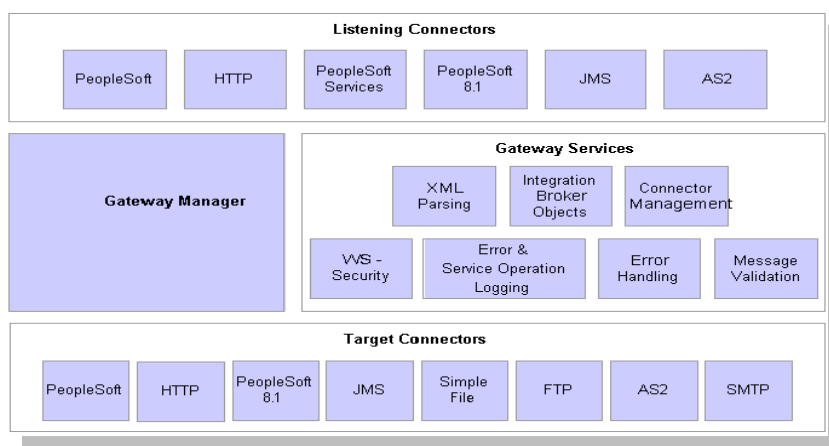 Listening Connectors
PeopleSoft
HTTP
PeopleSoft
Services
PeopleSoft
8.1
JMS
AS2
Gateway Manager
Gateway Services
XML
Parsing
Integration
Broker
Objects
Connector
Management
WS -
Security
Error &
Service Operation
Logging
Error
Handling
Message
Validation
Target Connectors
PeopleSoft
HTTP
PeopleSoft
8.1
JMS
Simple
File
FTP
AS2
SMTP